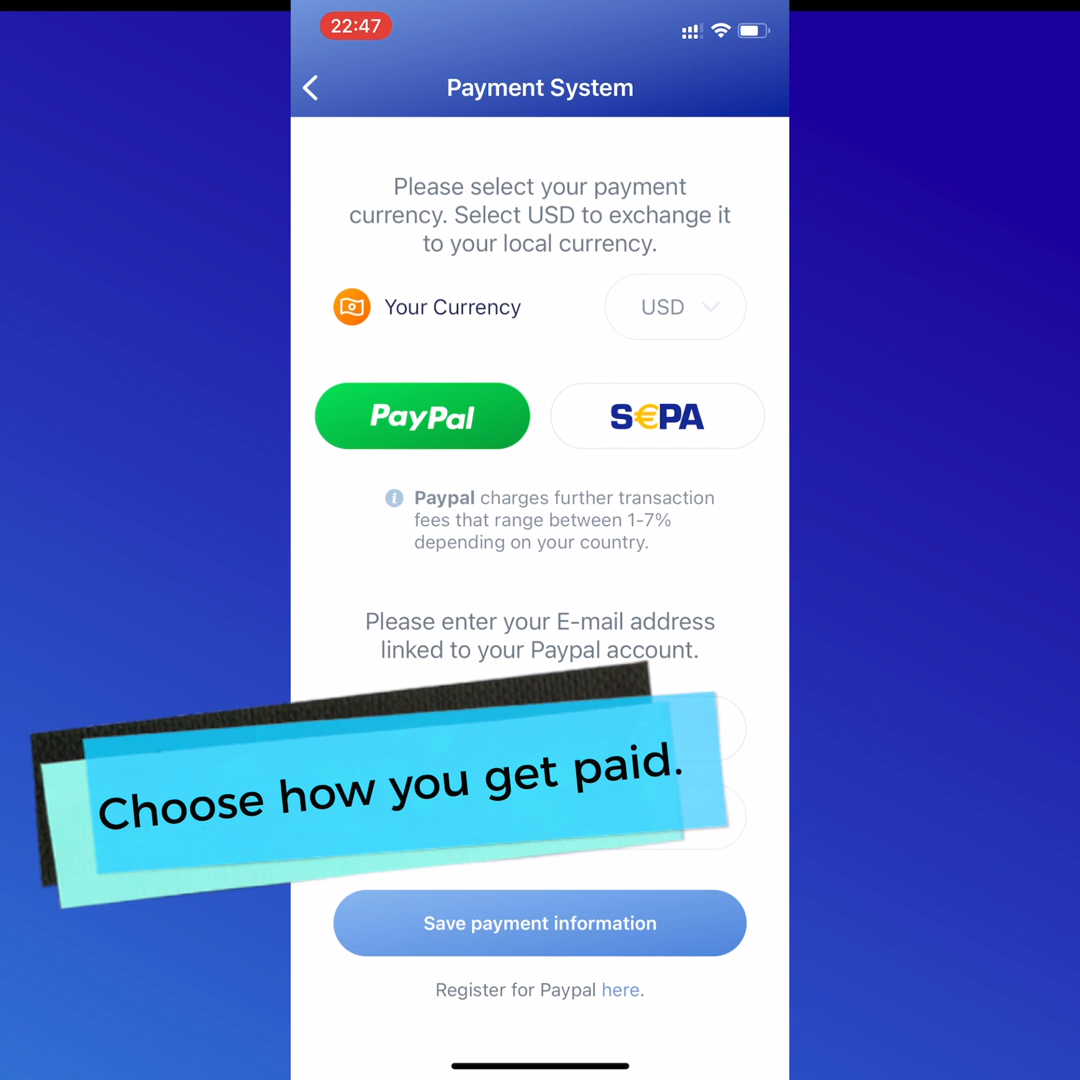 22:47
Payment System
Please select your payment
currency. Select USD to exchange it
to your local currency.
Your Currency
USD
PayPal
S€PA
i Paypal charges further transaction
fees that range between 1-7%
depending on your country.
Please enter your E-mail address
linked to your Paypal account.
Choose how you get paid.
Save payment information
Register for Paypal here.